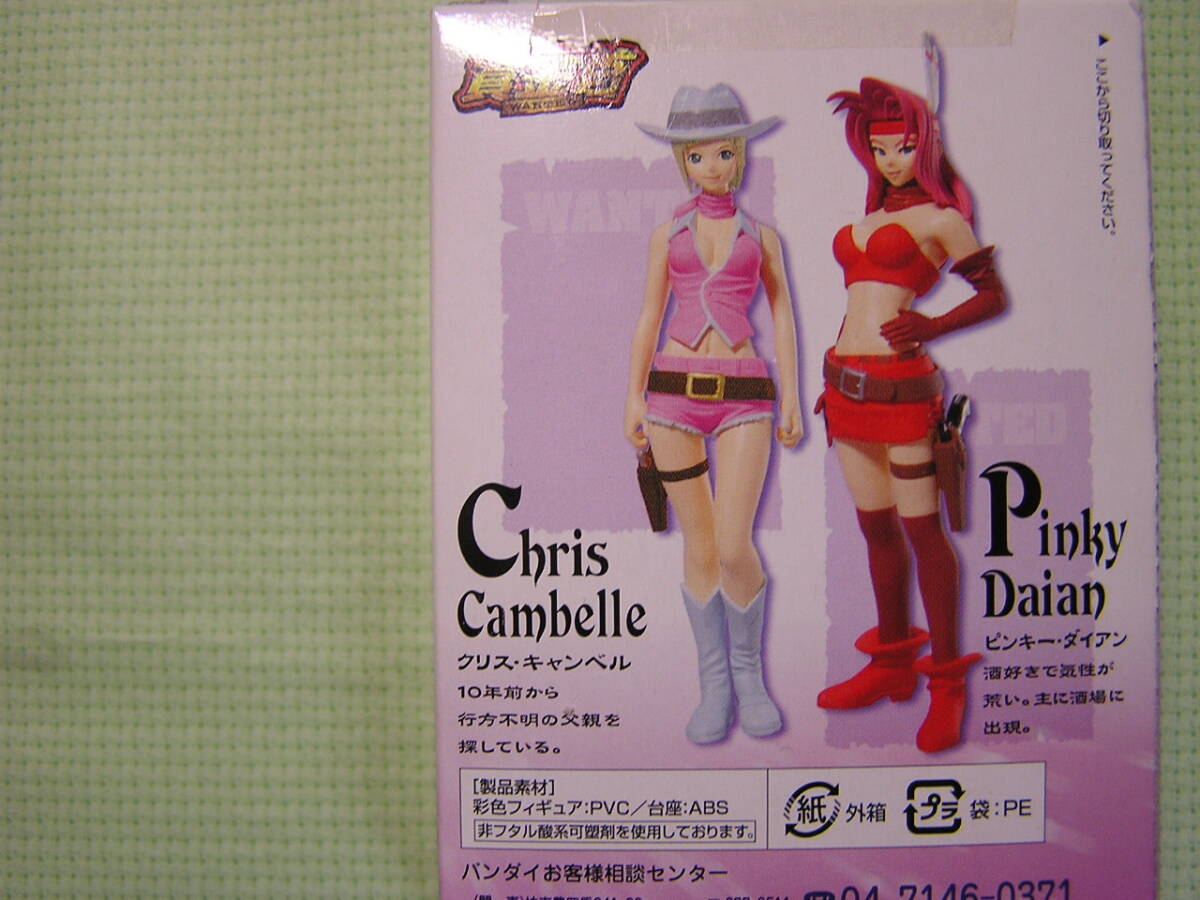 WANTED
▲ここから切り取ってください。
WANT
TED
Chris
Cambelle
クリス・キャンベル
10年前から
行方不明の父親を
探している。
Pinky
Daian
ピンキー・ダイアン
酒好きで気性が
荒い。主に酒場に
出現。
[製品素材]
彩色フィギュア:PVC／台座:ABS
非フタル酸系可塑剤を使用しております。
紙 外箱
プラ 袋:PE
バンダイお客様相談センター
04-7146-0371